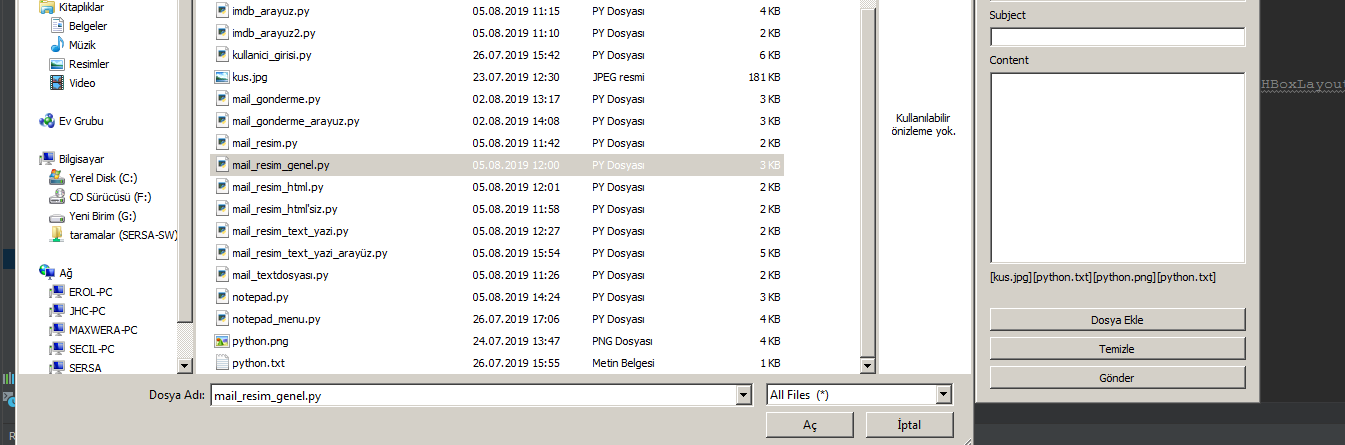 Kitaplıklar
Belgeler
Müzik
Resimler
Video
Ev Grubu
Bilgisayar
Yerel Disk (C:)
CD Sürücüsü (F:)
Yeni Birim (G:)
taramalar (SERSA-SW)
Ağ
EROL-PC
JHC-PC
MAXWERA-PC
SECIL-PC
SERSA
imdb_arayuz.py 05.08.2019 11:15 PY Dosyası 4 KB
imdb_arayuz2.py 05.08.2019 11:10 PY Dosyası 2 KB
kullanici_girisi.py 26.07.2019 15:42 PY Dosyası 6 KB
kus.jpg 23.07.2019 12:30 JPEG resmi 181 KB
mail_gonderme.py 02.08.2019 13:17 PY Dosyası 3 KB
mail_gonderme_arayuz.py 02.08.2019 14:08 PY Dosyası 3 KB
mail_resim.py 05.08.2019 11:42 PY Dosyası 2 KB
mail_resim_genel.py 05.08.2019 12:00 PY Dosyası 3 KB
mail_resim_html.py 05.08.2019 12:01 PY Dosyası 2 KB
mail_resim_html'siz.py 05.08.2019 11:58 PY Dosyası 2 KB
mail_resim_text_yazi.py 05.08.2019 12:27 PY Dosyası 2 KB
mail_resim_text_yazi_arayüz.py 05.08.2019 15:54 PY Dosyası 5 KB
mail_textdosyası.py 05.08.2019 11:26 PY Dosyası 2 KB
notepad.py 05.08.2019 14:24 PY Dosyası 3 KB
notepad_menu.py 26.07.2019 17:06 PY Dosyası 4 KB
python.png 24.07.2019 13:47 PNG Dosyası 4 KB
python.txt 26.07.2019 15:55 Metin Belgesi 1 KB
Kullanılabilir
önizleme yok.
Dosya Adı: mail_resim_genel.py All Files (*)
Aç İptal
Subject
Content
[kus.jpg][python.txt][python.png][python.txt]
Dosya Ekle
Temizle
Gönder
HBoxLayout
R